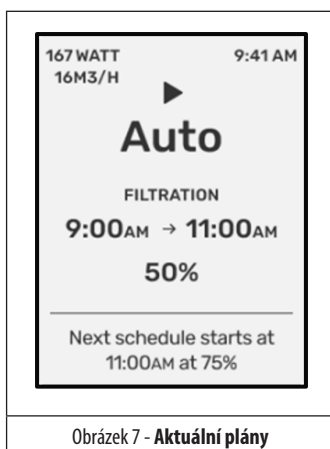 167 WATT 9:41 AM
16M3/H
Auto
FILTRATION
9:00AM → 11:00AM
50%
Next schedule starts at
11:00AM at 75%
Obrázek 7 - Aktuální plány